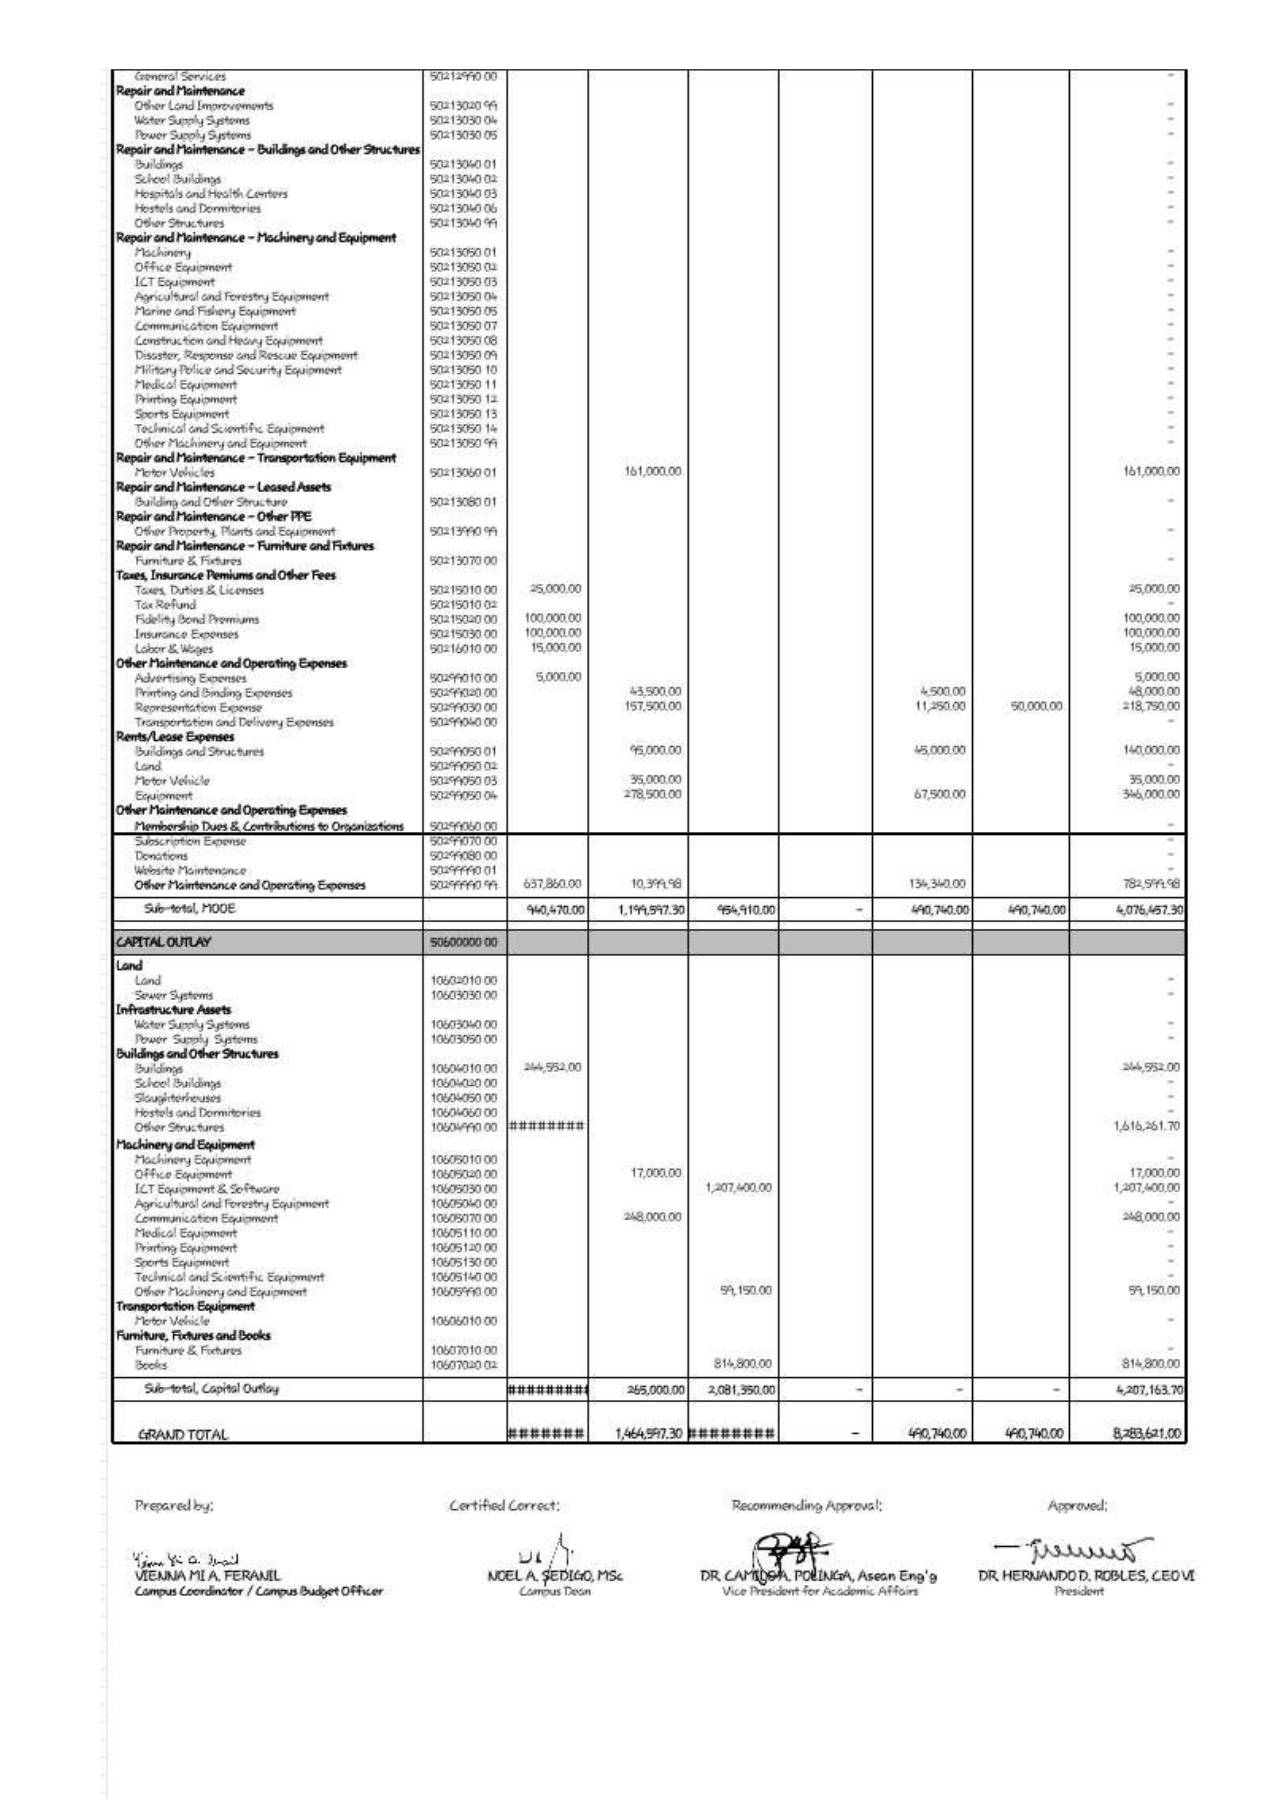 General Services 50212990 00 -
Repair and Maintenance
Other Land Improvements 50213020 99 -
Water Supply Systems 50213030 04 -
Power Supply Systems 50213030 05 -
Repair and Maintenance - Buildings and Other Structures
Buildings 50213040 01 -
School Buildings 50213040 02 -
Hospitals and Health Centers 50213040 03 -
Hostels and Dormitories 50213040 06 -
Other Structures 50213040 99 -
Repair and Maintenance - Machinery and Equipment
Machinery 50213050 01 -
Office Equipment 50213050 02 -
ICT Equipment 50213050 03 -
Agricultural and Forestry Equipment 50213050 04 -
Marine and Fishery Equipment 50213050 05 -
Communication Equipment 50213050 07 -
Construction and Heavy Equipment 50213050 08 -
Disaster, Response and Rescue Equipment 50213050 09 -
Military Police and Security Equipment 50213050 10 -
Medical Equipment 50213050 11 -
Printing Equipment 50213050 12 -
Sports Equipment 50213050 13 -
Technical and Scientific Equipment 50213050 14 -
Other Machinery and Equipment 50213050 99 -
Repair and Maintenance - Transportation Equipment
Motor Vehicles 50213060 01 161,000.00 161,000.00
Repair and Maintenance - Leased Assets
Building and Other Structure 50213080 01 -
Repair and Maintenance - Other PPE
Other Property, Plants and Equipment 50213990 99 -
Repair and Maintenance - Furniture and Fixtures
Furniture & Fixtures 50213070 00 -
Taxes, Insurance Pemiums and Other Fees
Taxes, Duties & Licenses 50215010 00 25,000.00 25,000.00
Tax Refund 50215010 02 -
Fidelity Bond Premiums 50215020 00 100,000.00 100,000.00
Insurance Expenses 50215030 00 100,000.00 100,000.00
Labor & Wages 50216010 00 15,000.00 15,000.00
Other Maintenance and Operating Expenses
Advertising Expenses 50299010 00 5,000.00 5,000.00
Printing and Binding Expenses 50299020 00 43,500.00 4,500.00 48,000.00
Representation Expense 50299030 00 157,500.00 11,250.00 50,000.00 218,750.00
Transportation and Delivery Expenses 50299040 00 -
Rents/Lease Expenses
Buildings and Structures 50299050 01 95,000.00 45,000.00 140,000.00
Land 50299050 02 -
Motor Vehicle 50299050 03 35,000.00 35,000.00
Equipment 50299050 04 278,500.00 67,500.00 346,000.00
Other Maintenance and Operating Expenses
Membership Dues & Contributions to Organizations 50299060 00 -
Subscription Expense 50299070 00 -
Donations 50299080 00 -
Website Maintenance 50299990 01 -
Other Maintenance and Operating Expenses 50299990 99 637,860.00 10,399.98 134,340.00 782,599.98
Sub-total, MOOE 940,470.00 1,199,597.30 954,910.00 - 490,740.00 490,740.00 4,076,457.30
CAPITAL OUTLAY 50600000 00
Land
Land 10602010 00 -
Sewer Systems 10603030 00 -
Infrastructure Assets
Water Supply Systems 10603040 00 -
Power Supply Systems 10603050 00 -
Buildings and Other Structures
Buildings 10604010 00 244,552.00 244,552.00
School Buildings 10604020 00 -
Slaughterhouses 10604050 00 -
Hostels and Dormitories 10604060 00 -
Other Structures 10604990 00 ######## 1,616,261.70
Machinery and Equipment
Machinery Equipment 10605010 00 -
Office Equipment 10605020 00 17,000.00 17,000.00
ICT Equipment & Software 10605030 00 1,207,400.00 1,207,400.00
Agricultural and Forestry Equipment 10605040 00 -
Communication Equipment 10605070 00 248,000.00 248,000.00
Medical Equipment 10605110 00 -
Printing Equipment 10605120 00 -
Sports Equipment 10605130 00 -
Technical and Scientific Equipment 10605140 00 -
Other Machinery and Equipment 10605990 00 59,150.00 59,150.00
Transportation Equipment
Motor Vehicle 10606010 00 -
Furniture, Fixtures and Books
Furniture & Fixtures 10607010 00 -
Books 10607020 02 814,800.00 814,800.00
Sub-total, Capital Outlay ######### 265,000.00 2,081,350.00 - - - 4,207,163.70
GRAND TOTAL ####### 1,464,597.30 ######## - 490,740.00 490,740.00 8,283,621.00
Prepared by: Certified Correct: Recommending Approval: Approved:
VIENNA MI A. FERANIL NOEL A. SEDIGO, MSc DR. CAMILO A. POLINGA, Asean Eng'g DR. HERNANDO D. ROBLES, CEO VI
Campus Coordinator / Campus Budget Officer Campus Dean Vice President for Academic Affairs President